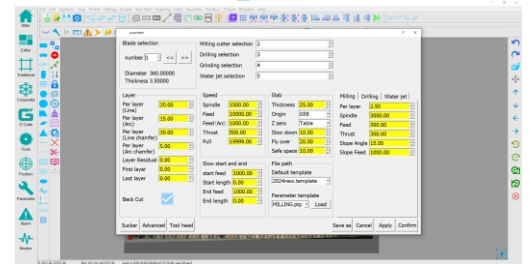 parameter
Blade selection
number 1 << >>
Diameter 360.00000
Thickness 3.50000
Milling cutter selection 2
Drilling selection 3
Grinding selection 4
Water jet selection 5
Layer
Per layer (Line) 20.00
Per layer (Arc) 15.00
Per layer (Line chamfer) 30.00
Per layer (Arc chamfer) 5.00
Layer Residual 0.00
First layer 0.00
Last layer 0.00
Back Cut
Speed
Spindle 1500.00
Feed 10000.00
Feed(Arc) 1000.00
Thrust 500.00
Pull 19999.00
Slow start and end
start feed 1000.00
Start length 0.00
End feed 1000.00
End length 0.00
Slab
Thickness 25.00
Origin G58
Z zero Table
Slow down 10.00
Fly over 20.00
Safe space 10.00
File path
Default template
2024new.template
Parameter template
MILLING.ptp Load
Milling Drilling Water jet
Per layer 2.50
Spindle 3000.00
Feed 300.00
Thrust 300.00
Slope Angle 15.00
Slope Feed 1000.00
Sucker Advanced Tool head
Save as Cancel Apply Confirm